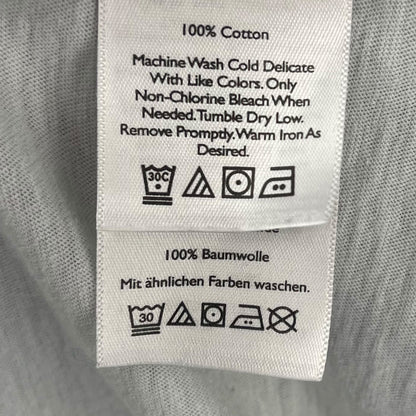 100% Cotton
Machine Wash Cold Delicate
With Like Colors. Only
Non-Chlorine Bleach When
Needed. Tumble Dry Low.
Remove Promptly. Warm Iron As
Desired.
30C
100% Baumwolle
Mit ähnlichen Farben waschen.
30